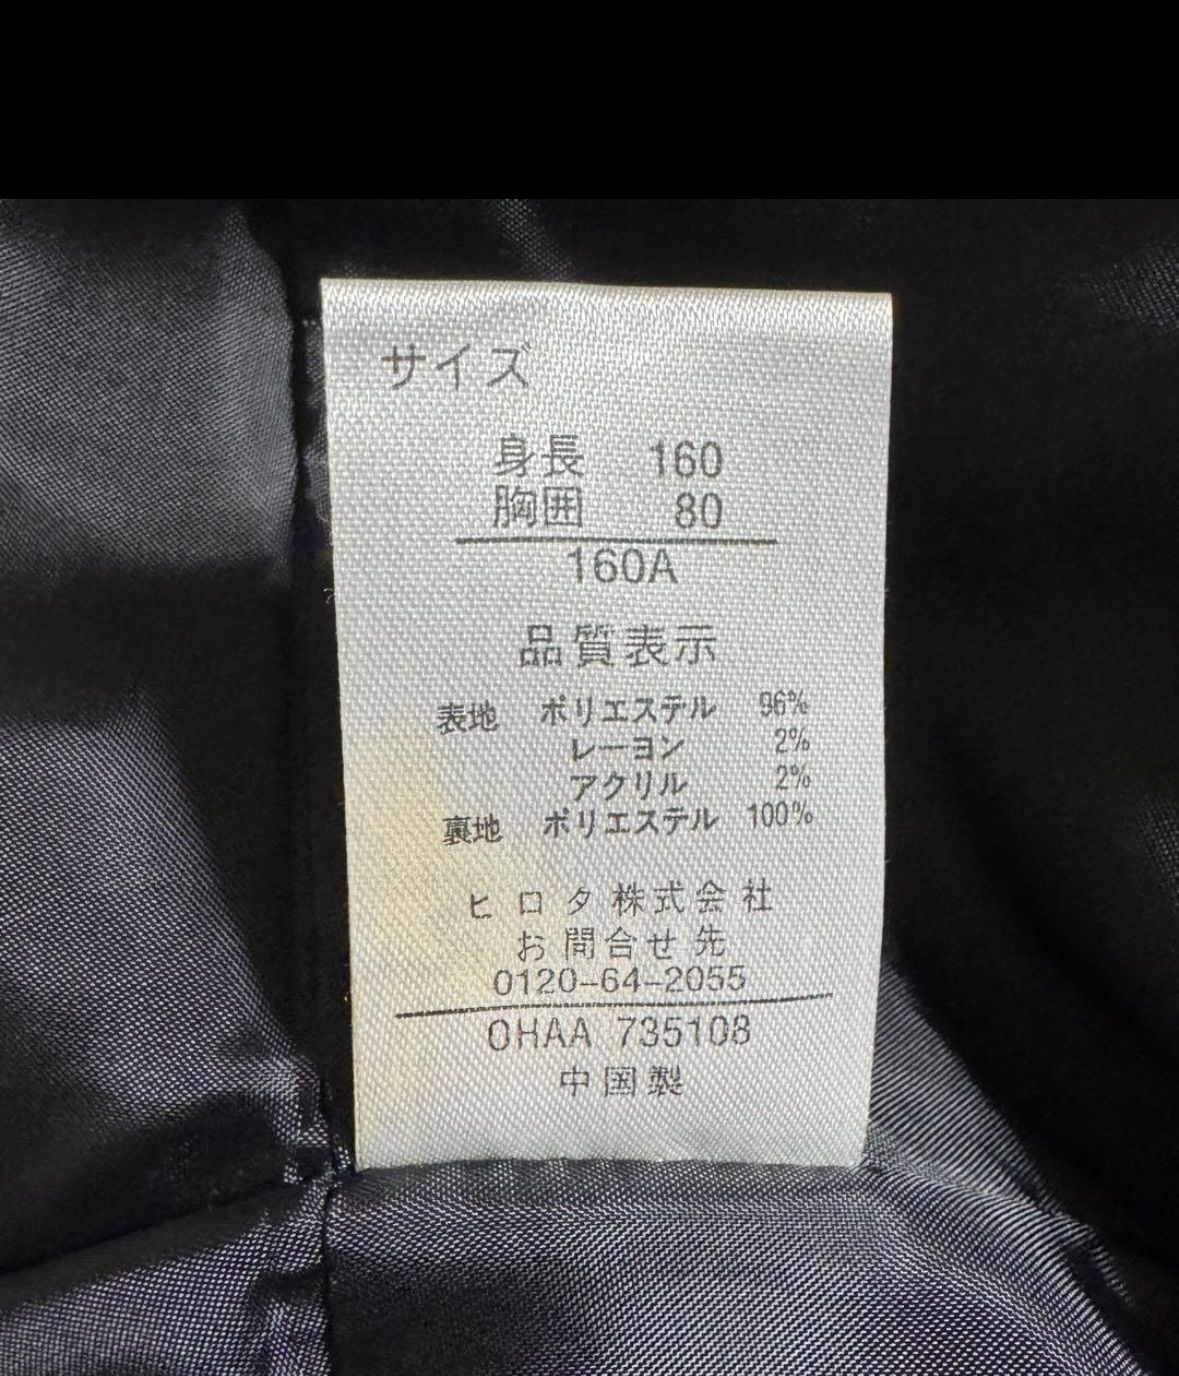 サイズ
身長 160
胸囲 80
160A
品質表示
表地 ポリエステル 96%
レーヨン 2%
アクリル 2%
裏地 ポリエステル 100%
ヒロタ株式会社
お問合せ先
0120-64-2055
OHAA 735108
中国製